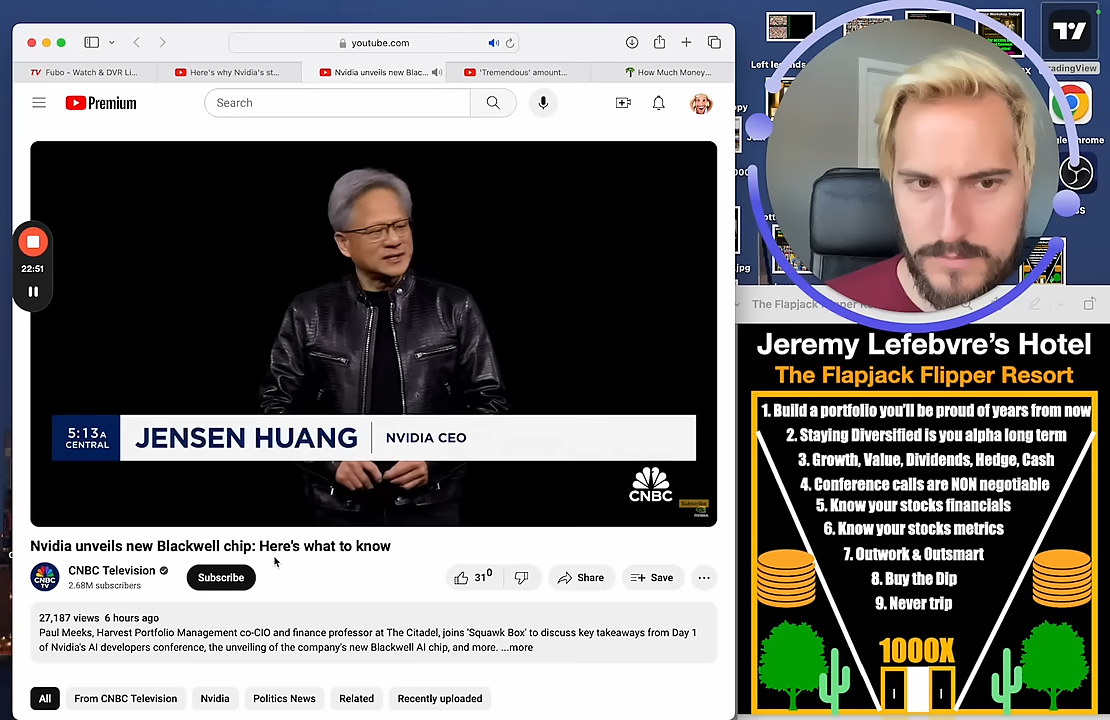 youtube.com
Fubo - Watch & DVR Li...
Here's why Nvidia's st...
Nvidia unveils new Blac...
'Tremendous' amount...
How Much Money...
Premium
Search
22:51
5:13A
CENTRAL
JENSEN HUANG
NVIDIA CEO
CNBC
Nvidia unveils new Blackwell chip: Here's what to know
CNBC
TV
CNBC Television
2.68M subscribers
Subscribe
310
Share
Save
27,187 views 6 hours ago
Paul Meeks, Harvest Portfolio Management co-CIO and finance professor at The Citadel, joins 'Squawk Box' to discuss key takeaways from Day 1
of Nvidia's AI developers conference, the unveiling of the company's new Blackwell AI chip, and more. ...more
All
From CNBC Television
Nvidia
Politics News
Related
Recently uploaded
TradingView
The Flapjack Flipper Re
Jeremy Lefebvre's Hotel
The Flapjack Flipper Resort
1. Build a portfolio you'll be proud of years from now
2. Staying Diversified is you alpha long term
3. Growth, Value, Dividends, Hedge, Cash
4. Conference calls are NON negotiable
5. Know your stocks financials
6. Know your stocks metrics
7. Outwork & Outsmart
8. Buy the Dip
9. Never trip
1000X